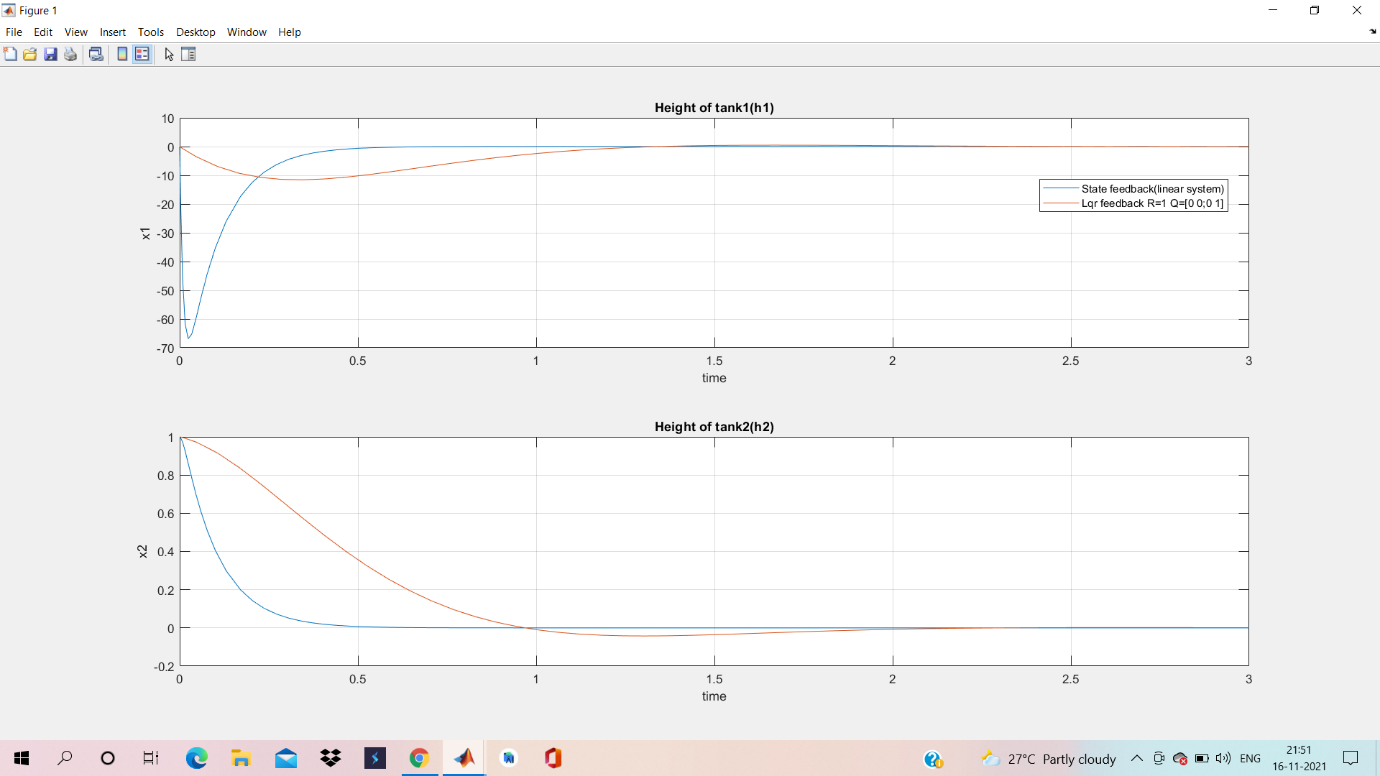 Figure 1
File Edit View Insert Tools Desktop Window Help
Height of tank1(h1)
10
0
-10
-20
-30
-40
-50
-60
-70
x1
State feedback(linear system)
Lqr feedback R=1 Q=[0 0;0 1]
0 0.5 1 1.5 2 2.5 3
time
Height of tank2(h2)
1
0.8
0.6
0.4
0.2
0
-0.2
x2
0 0.5 1 1.5 2 2.5 3
time
27°C Partly cloudy
ENG
21:51
16-11-2021